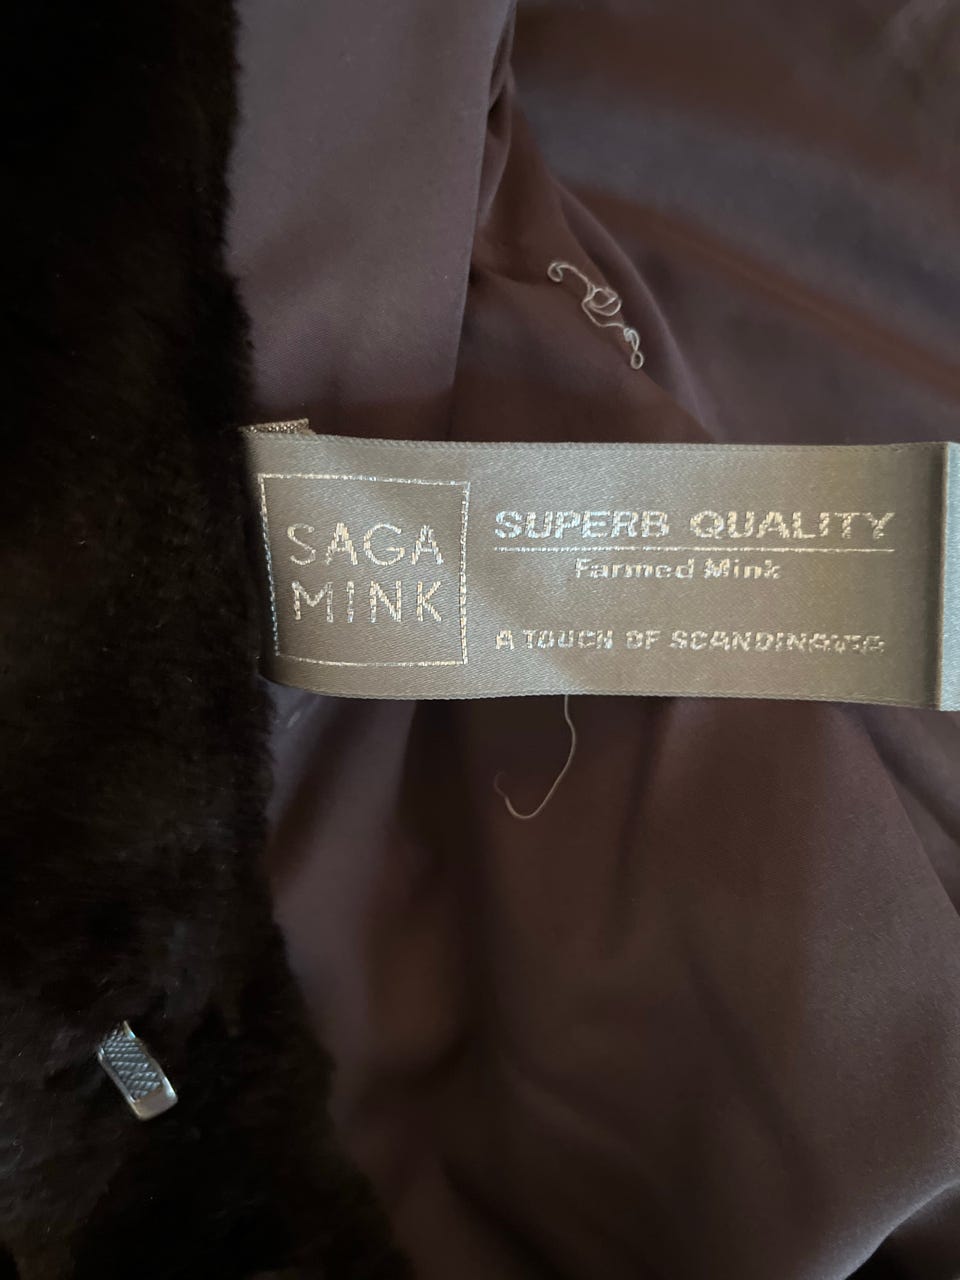 SAGA
MINK
SUPERB QUALITY
Farmed Mink
A TOUCH OF SCANDINAVIA